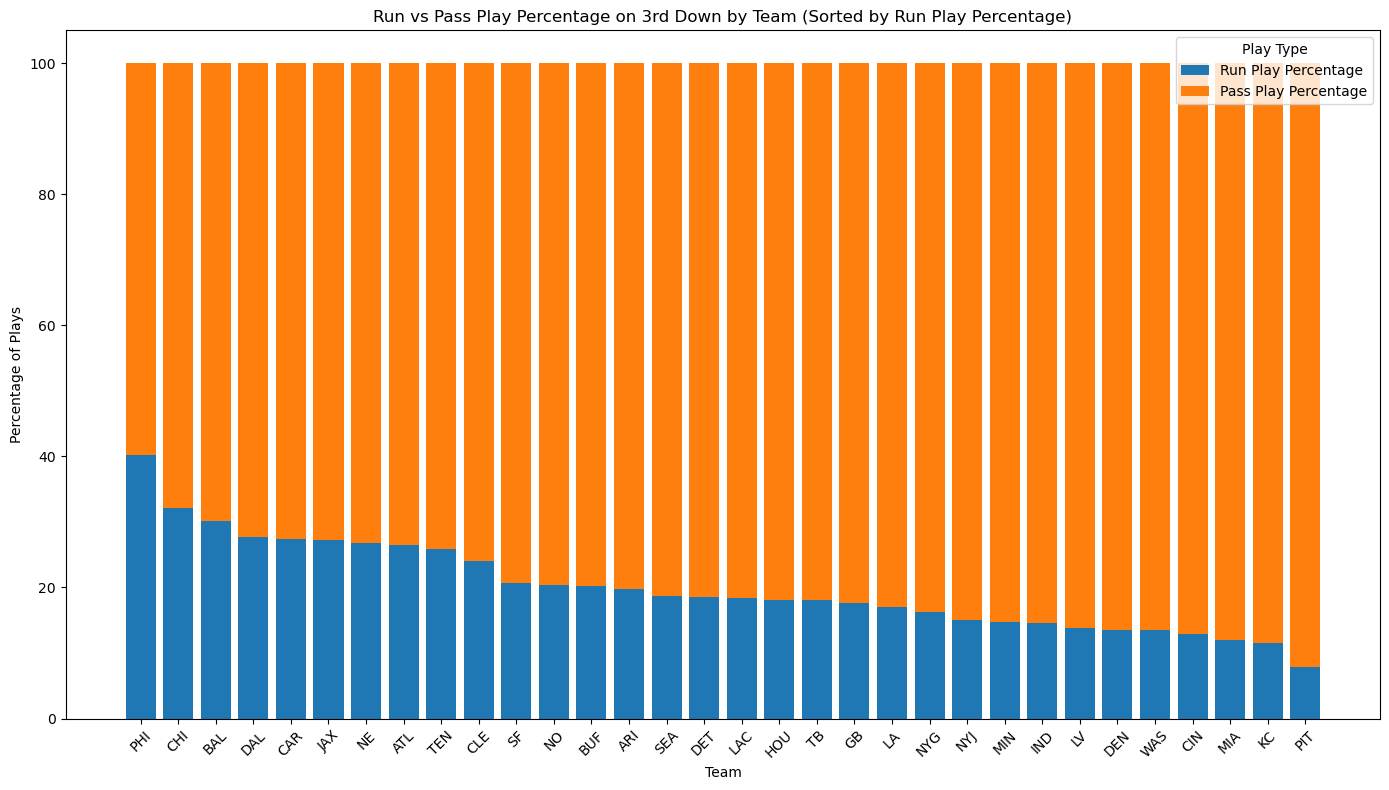 Run vs Pass Play Percentage on 3rd Down by Team (Sorted by Run Play Percentage)
Play Type
Run Play Percentage
Pass Play Percentage
100
80
60
40
20
0
Percentage of Plays
PHI CHI BAL DAL CAR JAX NE ATL TEN CLE SF NO BUF ARI SEA DET LAC HOU TB GB LA NYG NYJ MIN IND LV DEN WAS CIN MIA KC PIT
Team